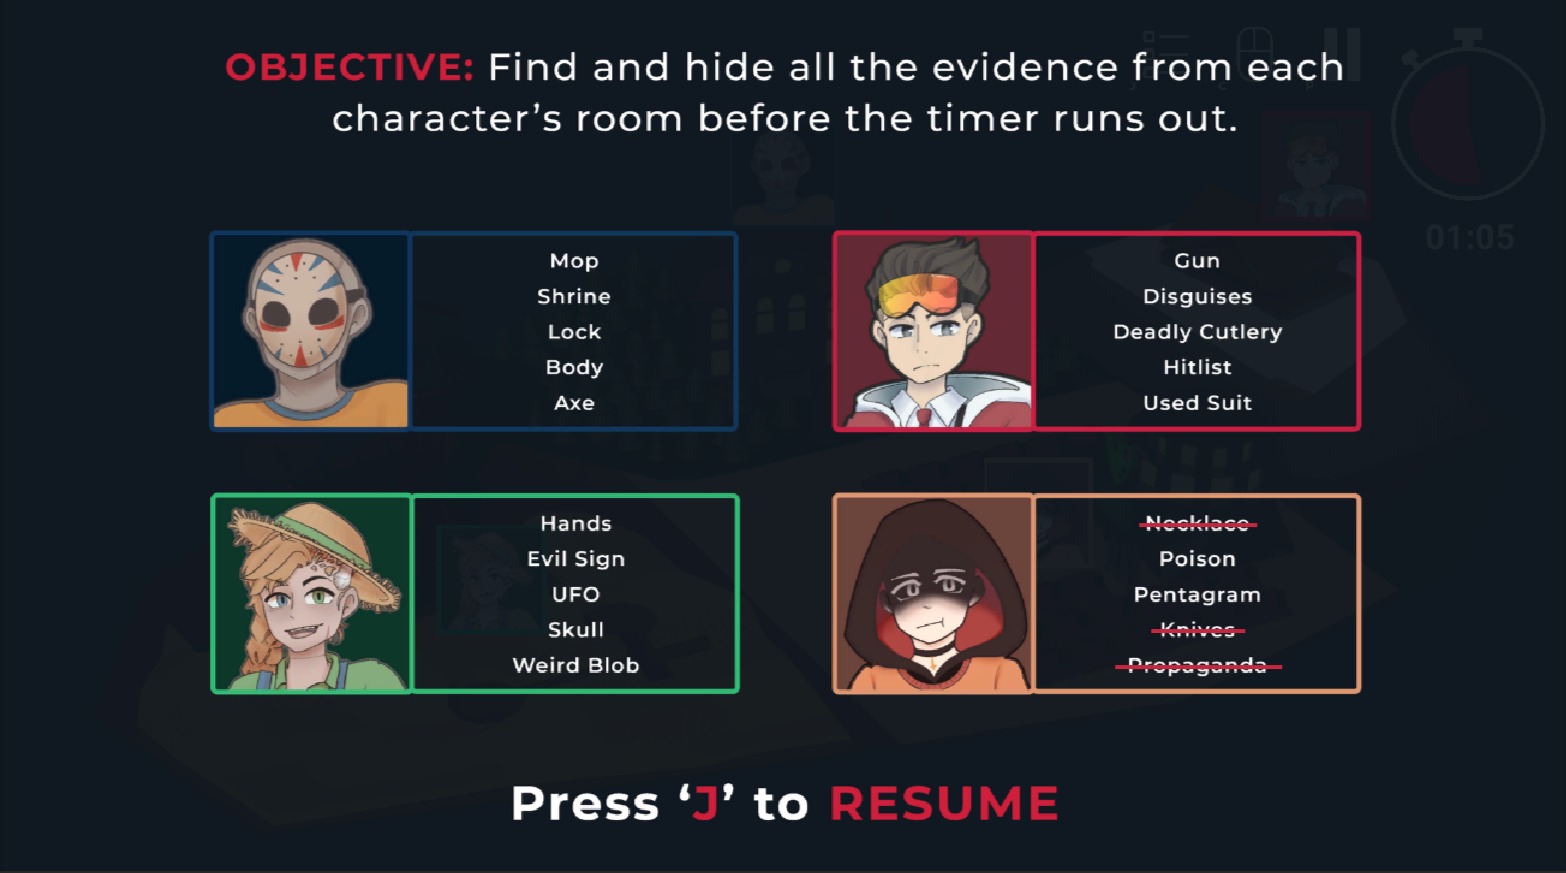 OBJECTIVE: Find and hide all the evidence from each
character's room before the timer runs out.
01:05
Mop
Shrine
Lock
Body
Axe
Gun
Disguises
Deadly Cutlery
Hitlist
Used Suit
Hands
Evil Sign
UFO
Skull
Weird Blob
Necklace
Poison
Pentagram
Knives
Propaganda
Press ‘J’ to RESUME